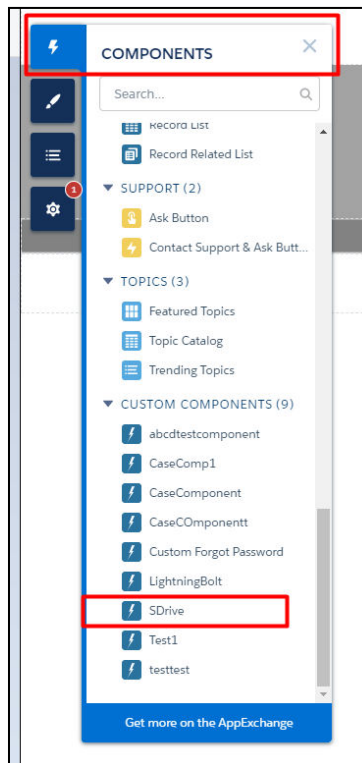 COMPONENTS
Search...
Record List
Record Related List
SUPPORT (2)
Ask Button
Contact Support & Ask Butt...
1
TOPICS (3)
Featured Topics
Topic Catalog
Trending Topics
CUSTOM COMPONENTS (9)
abcdtestcomponent
CaseComp1
CaseComponent
CaseCOmponentt
Custom Forgot Password
LightningBolt
SDrive
Test1
testtest
Get more on the AppExchange